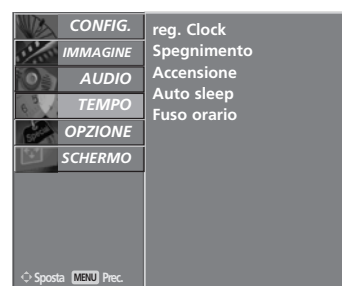 CONFIG.
IMMAGINE
AUDIO
TEMPO
OPZIONE
SCHERMO
reg. Clock
Spegnimento
Accensione
Auto sleep
Fuso orario
Sposta MENU Prec.